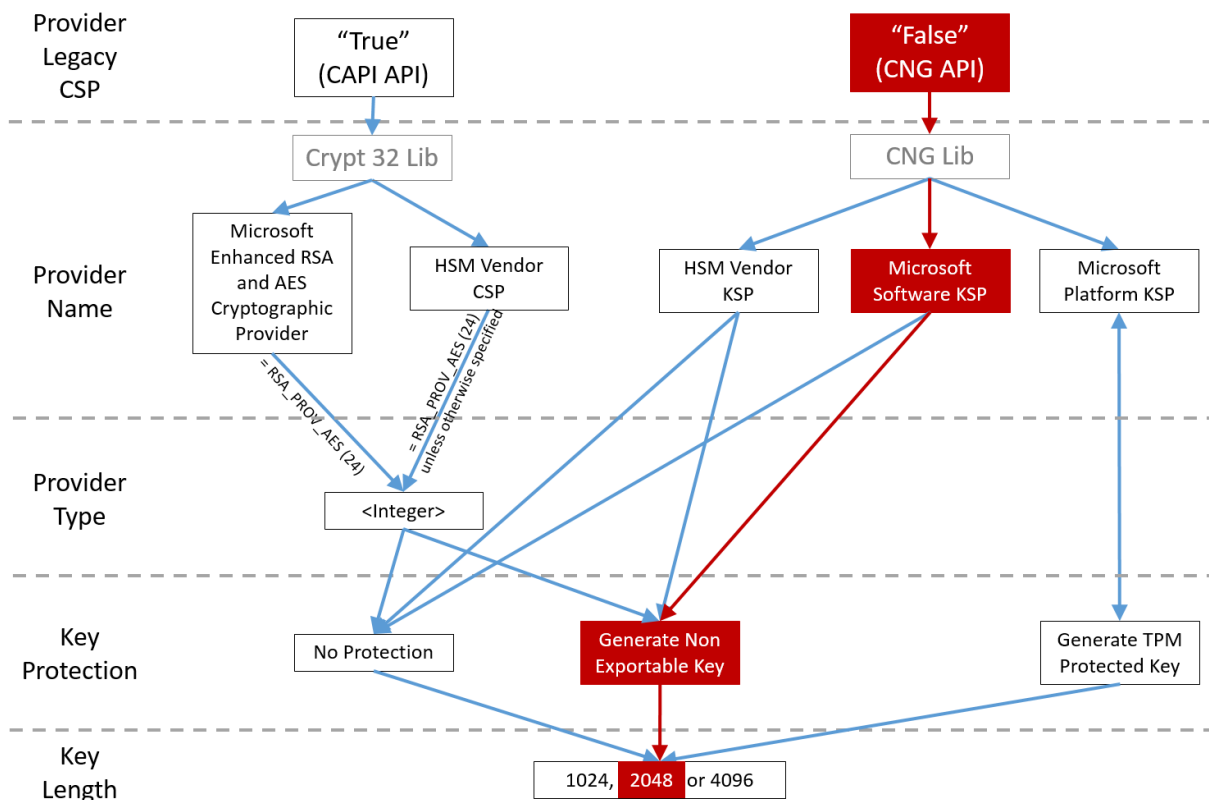 Provider
Legacy
CSP
“True”
(CAPI API)
“False”
(CNG API)
Crypt 32 Lib
CNG Lib
Provider
Name
Microsoft
Enhanced RSA
and AES
Cryptographic
Provider
HSM Vendor
CSP
HSM Vendor
KSP
Microsoft
Software KSP
Microsoft
Platform KSP
= RSA_PROV_AES (24)
= RSA_PROV_AES (24)
unless otherwise specified
Provider
Type
<Integer>
Key
Protection
No Protection
Generate Non
Exportable Key
Generate TPM
Protected Key
Key
Length
1024, 2048 or 4096